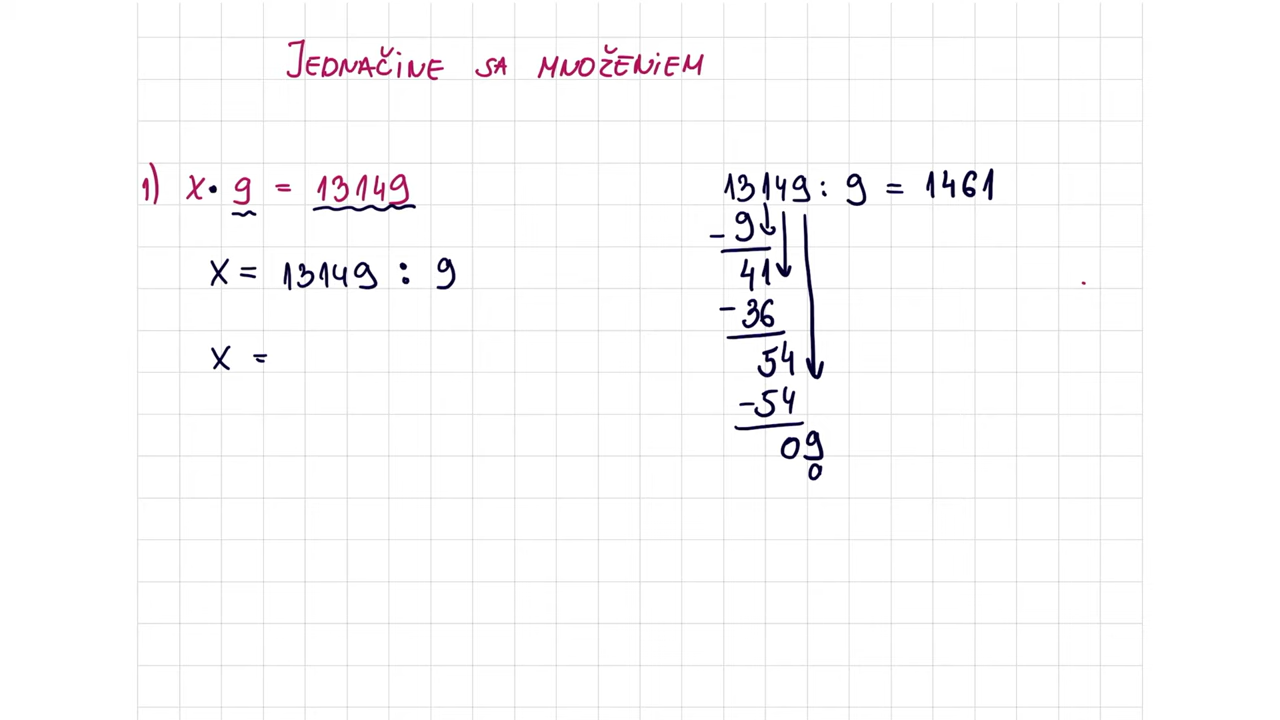 JEDNAČINE SA MNOŽENJEM
1) X · 9 = 13149
X = 13149 : 9
X =
13149 : 9 = 1461
- 9
41
- 36
54
- 54
09
0